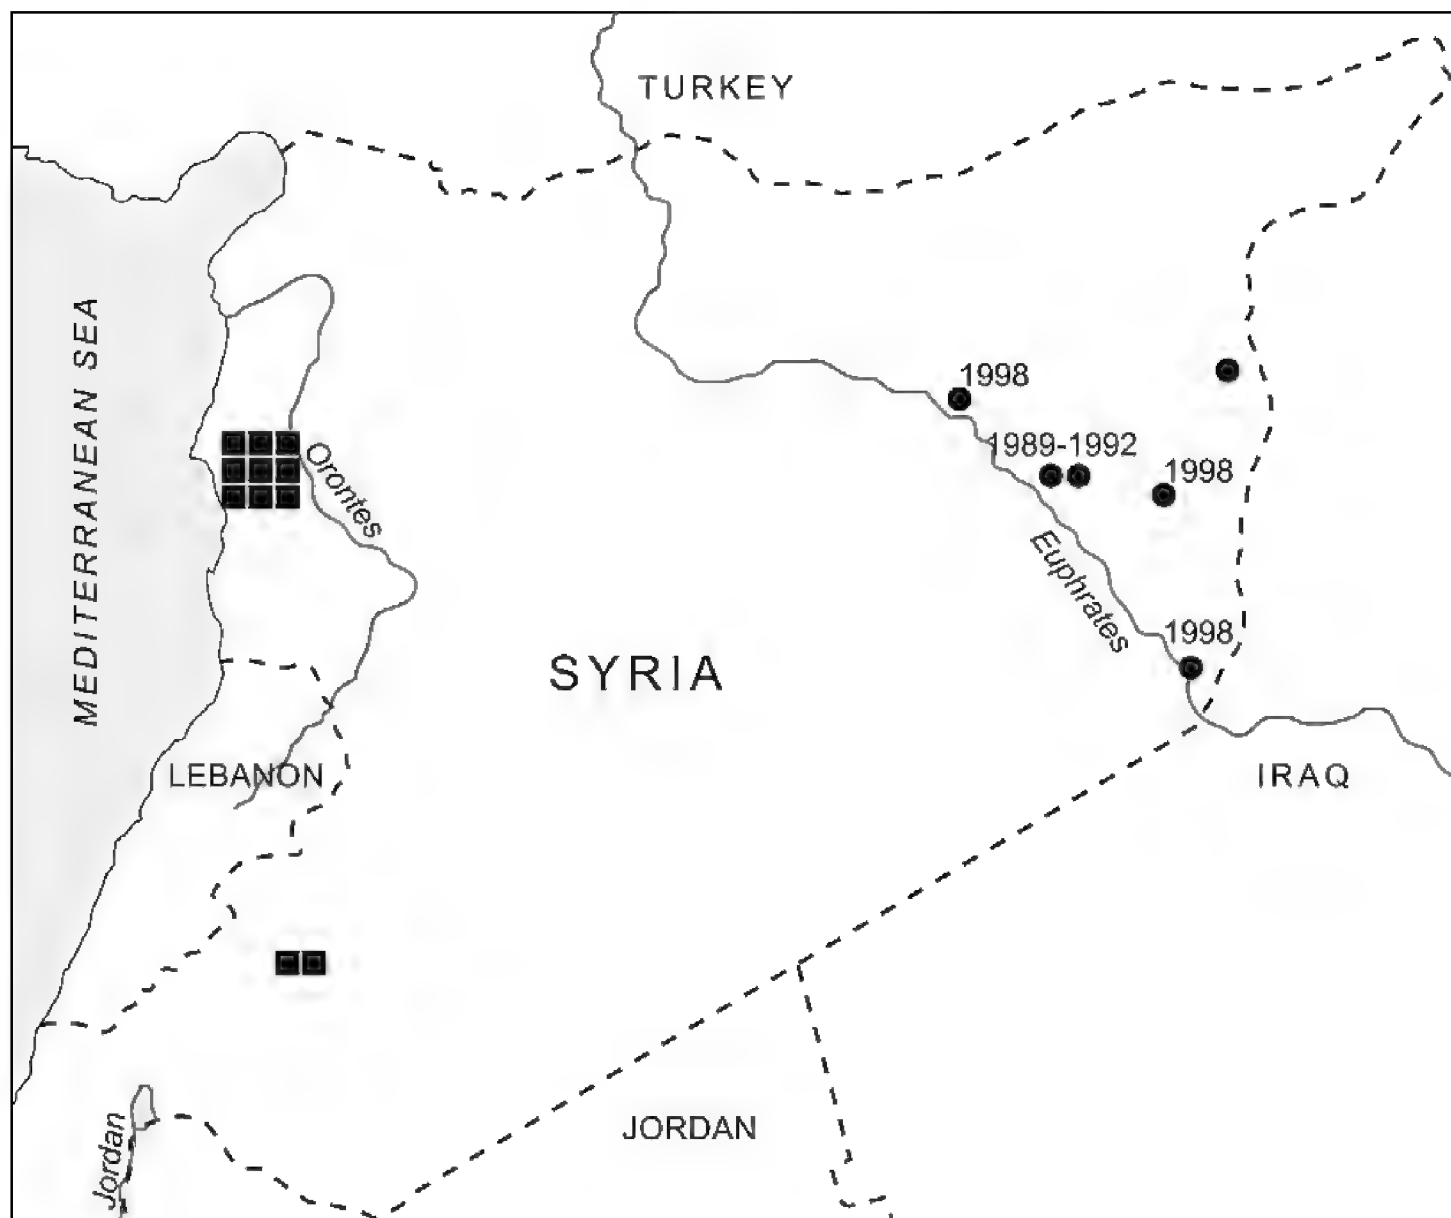 TURKEY
MEDITERRANEAN SEA
1998
1989-1992
1998
Orontes
Euphrates
1998
SYRIA
LEBANON
IRAQ
JORDAN
Jordan